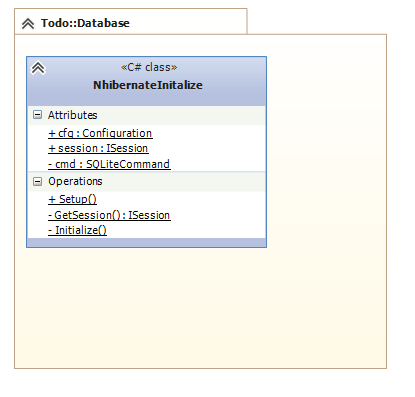 Todo::Database
«C# class»
NhibernateInitalize
Attributes
+ cfg : Configuration
+ session : ISession
- cmd : SQLiteCommand
Operations
+ Setup()
- GetSession() : ISession
- Initialize()